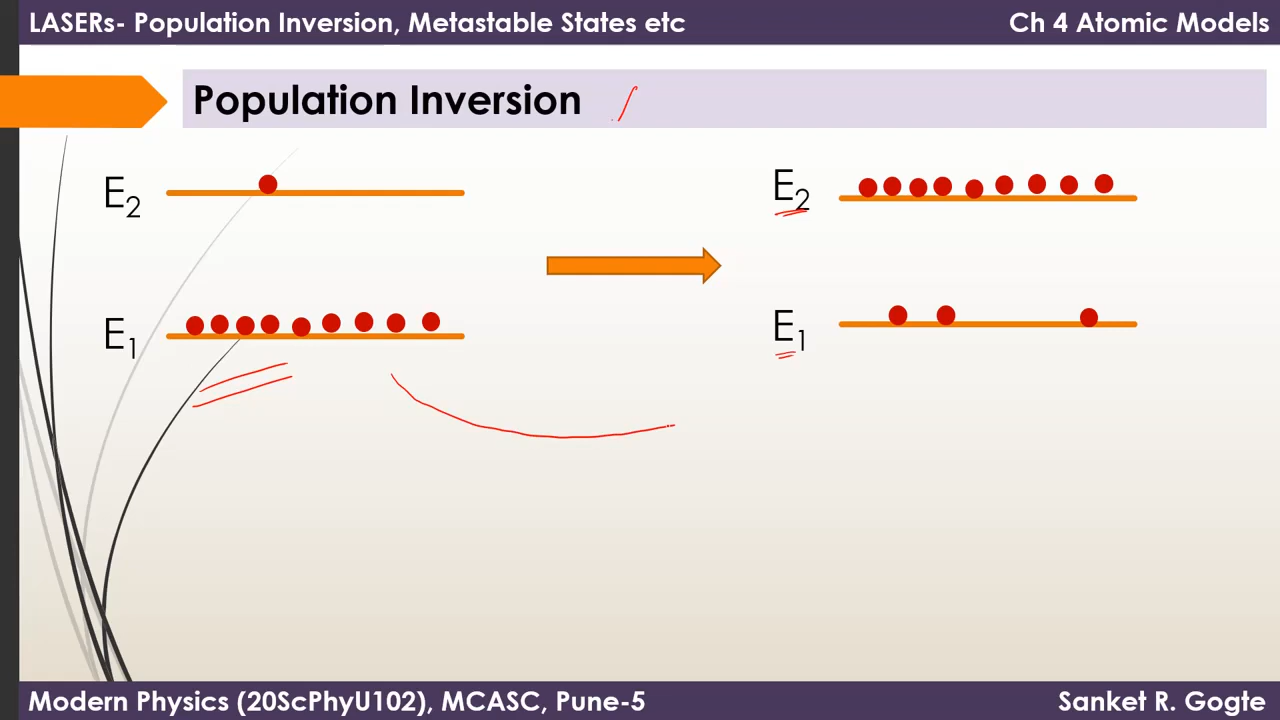 LASERs- Population Inversion, Metastable States etc
Ch 4 Atomic Models
Population Inversion
E2
E1
E2
E1
Modern Physics (20ScPhyU102), MCASC, Pune-5
Sanket R. Gogte